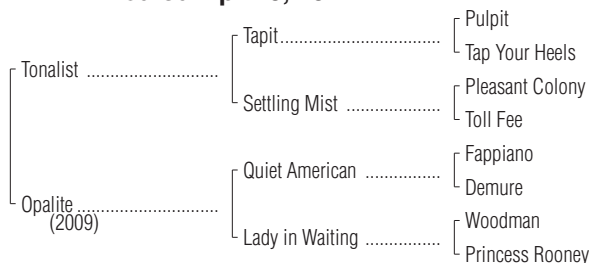 Pulpit
Tapit
Tap Your Heels
Tonalist
Pleasant Colony
Settling Mist
Toll Fee
Fappiano
Quiet American
Demure
Opalite
(2009)
Woodman
Lady in Waiting
Princess Rooney